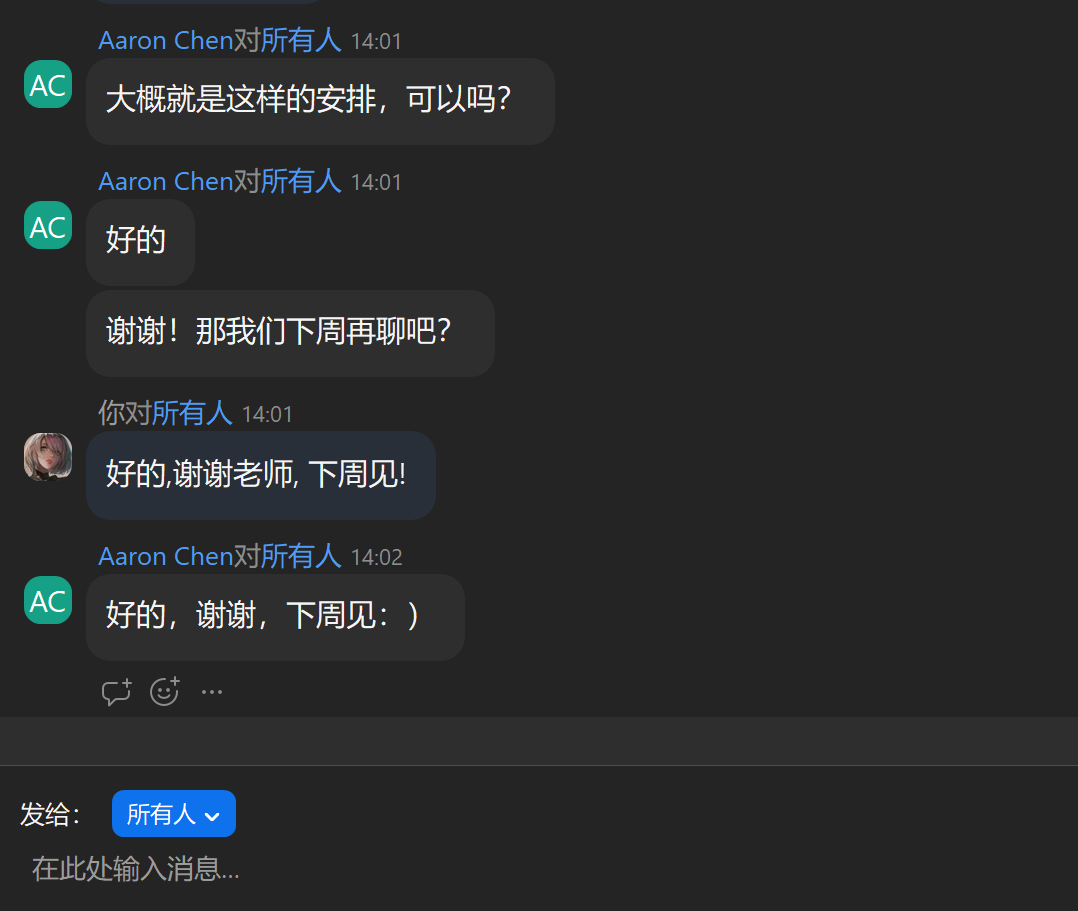 Aaron Chen对所有人 14:01
AC
大概就是这样的安排，可以吗？
Aaron Chen对所有人 14:01
AC
好的
谢谢！那我们下周再聊吧？
你对所有人 14:01
好的,谢谢老师, 下周见!
Aaron Chen对所有人 14:02
AC
好的，谢谢，下周见：）
发给：
所有人
在此处输入消息...